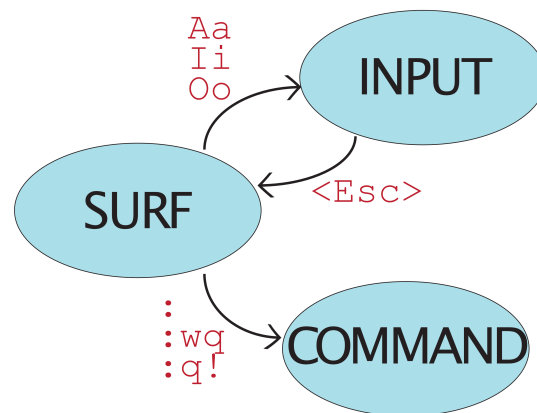 Aa
Ii
Oo
INPUT
<Esc>
SURF
:
:wq
:q!
COMMAND